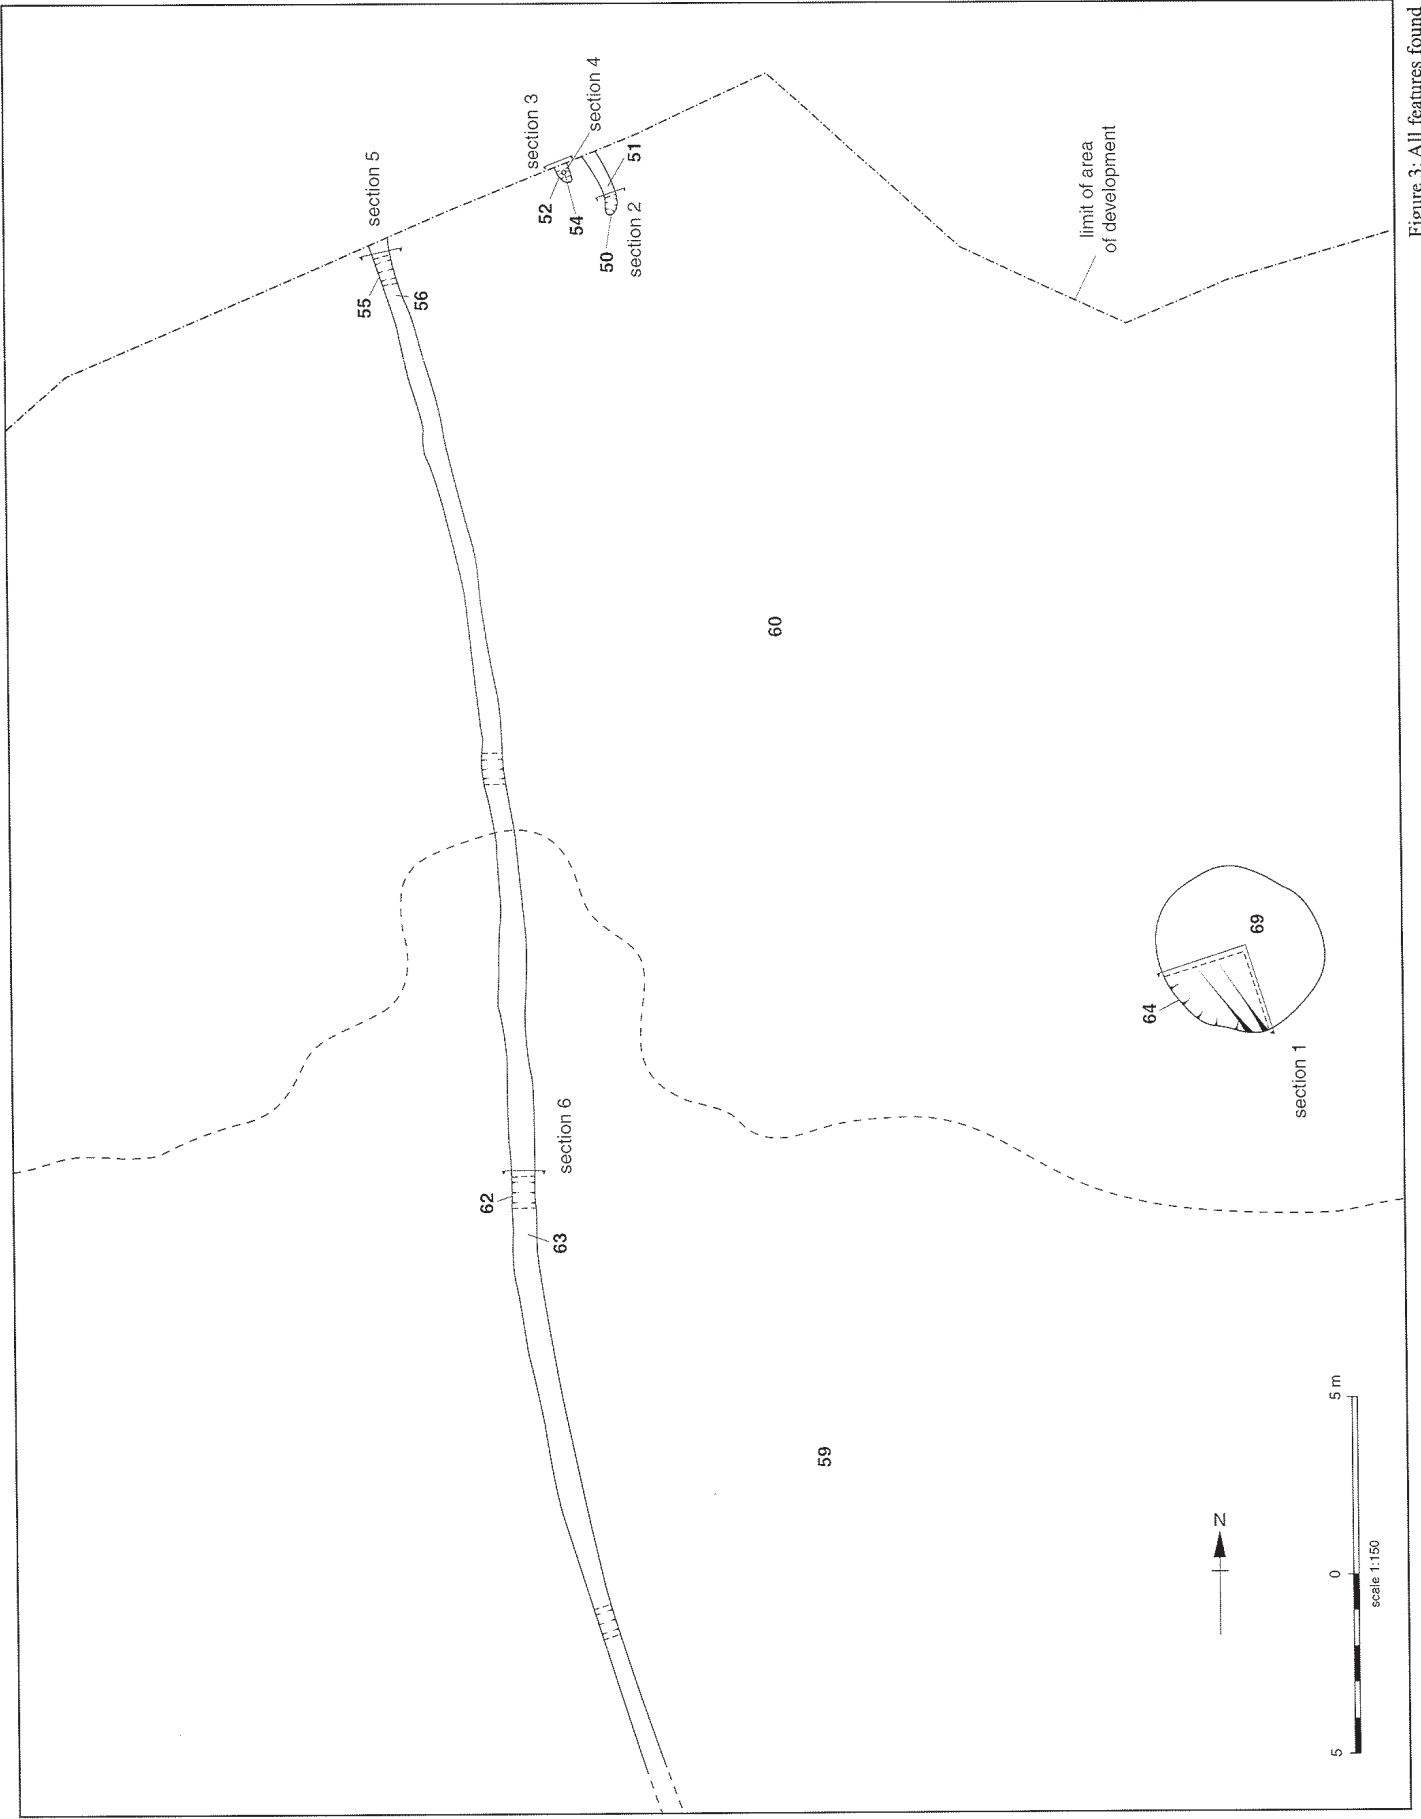 section 5
55
56
section 3
section 4
52
54
51
50
section 2
limit of area
of development
60
69
64
section 1
62
section 6
63
59
N
5
0
5 m
scale 1:150
Figure 3: All features found